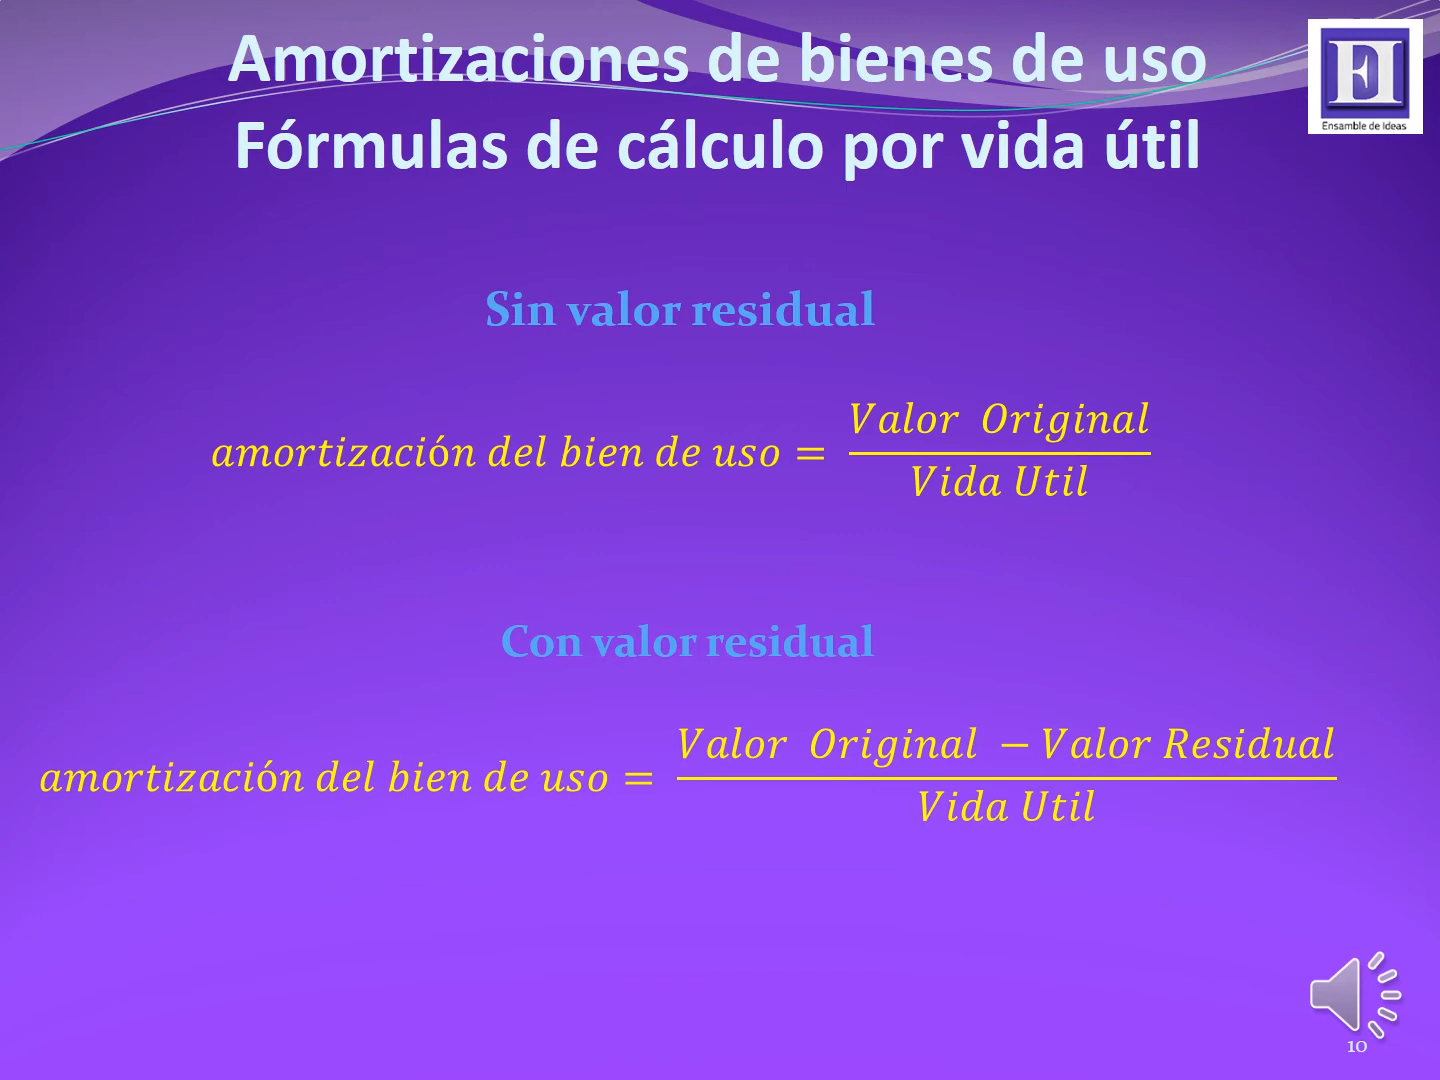 Amortizaciones de bienes de uso
Fórmulas de cálculo por vida útil
EI
Ensamble de Ideas
Sin valor residual
amortización del bien de uso = Valor Original / Vida Util
Con valor residual
amortización del bien de uso = Valor Original − Valor Residual / Vida Util
10